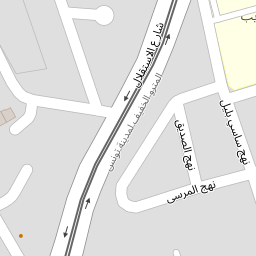 شارع الاستقلال
المترو الخفيف لمدينة تونس
نهج الصديق
نهج ساسي بليل
نهج المرسى